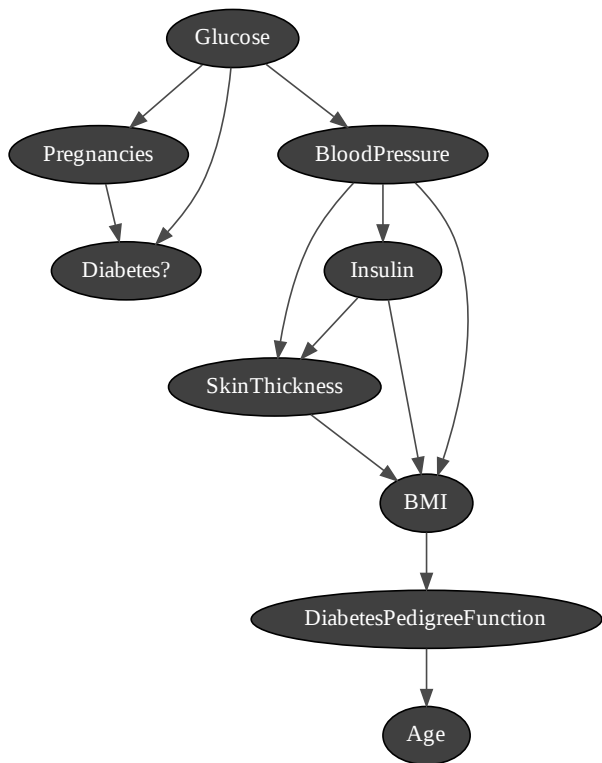 Glucose
Pregnancies
BloodPressure
Diabetes?
Insulin
SkinThickness
BMI
DiabetesPedigreeFunction
Age